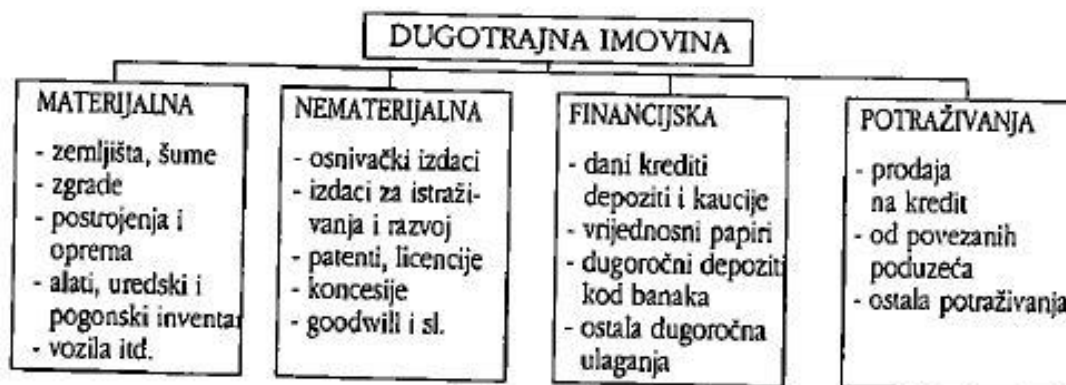 DUGOTRAJNA IMOVINA
MATERIJALNA
- zemljišta, šume
- zgrade
- postrojenja i
oprema
- alati, uredski i
pogonski inventar
- vozila itd.
NEMATERIJALNA
- osnivački izdaci
- izdaci za istraži-
vanja i razvoj
- patenti, licencije
- koncesije
- goodwill i sl.
FINANCIJSKA
- dani krediti
depoziti i kaucije
- vrijednosni papiri
- dugoročni depoziti
kod banaka
- ostala dugoročna
ulaganja
POTRAŽIVANJA
- prodaja
na kredit
- od povezanih
poduzeća
- ostala potraživanja